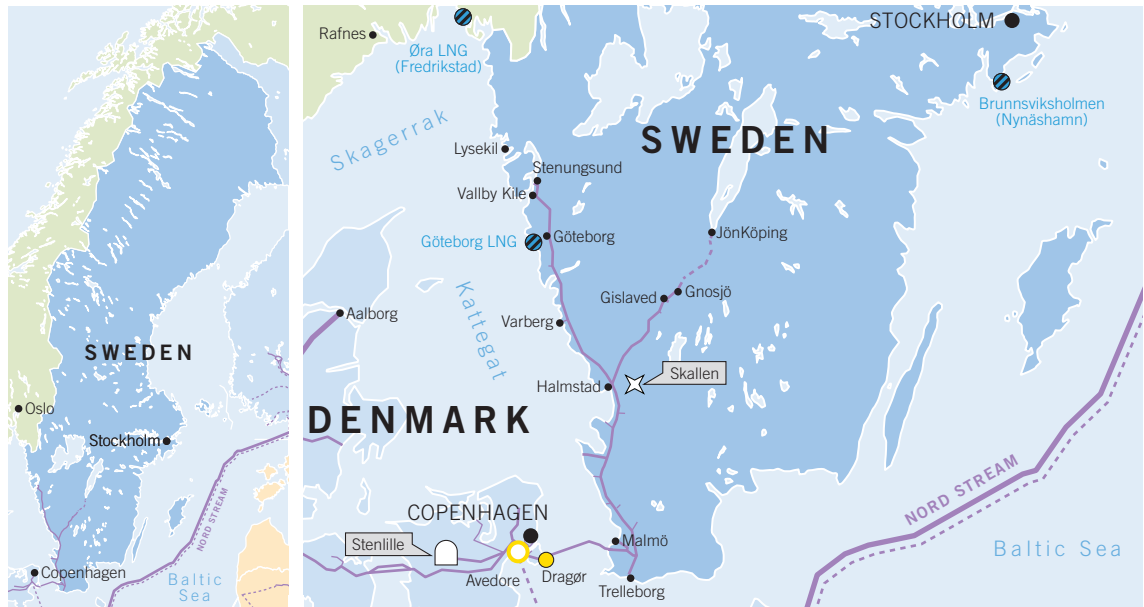 SWEDEN
Oslo
Stockholm
NORD STREAM
Copenhagen
Baltic
Sea
STOCKHOLM
Rafnes
Øra LNG
(Fredrikstad)
Brunnsviksholmen
(Nynäshamn)
Skagerrak
SWEDEN
Lysekil
Stenungsund
Vallby Kile
Göteborg LNG
Göteborg
JönKöping
Kattegat
Gislaved
Gnosjö
Aalborg
Varberg
Skallen
Halmstad
DENMARK
NORD STREAM
COPENHAGEN
Stenlille
Malmö
Baltic Sea
Avedore
Dragør
Trelleborg